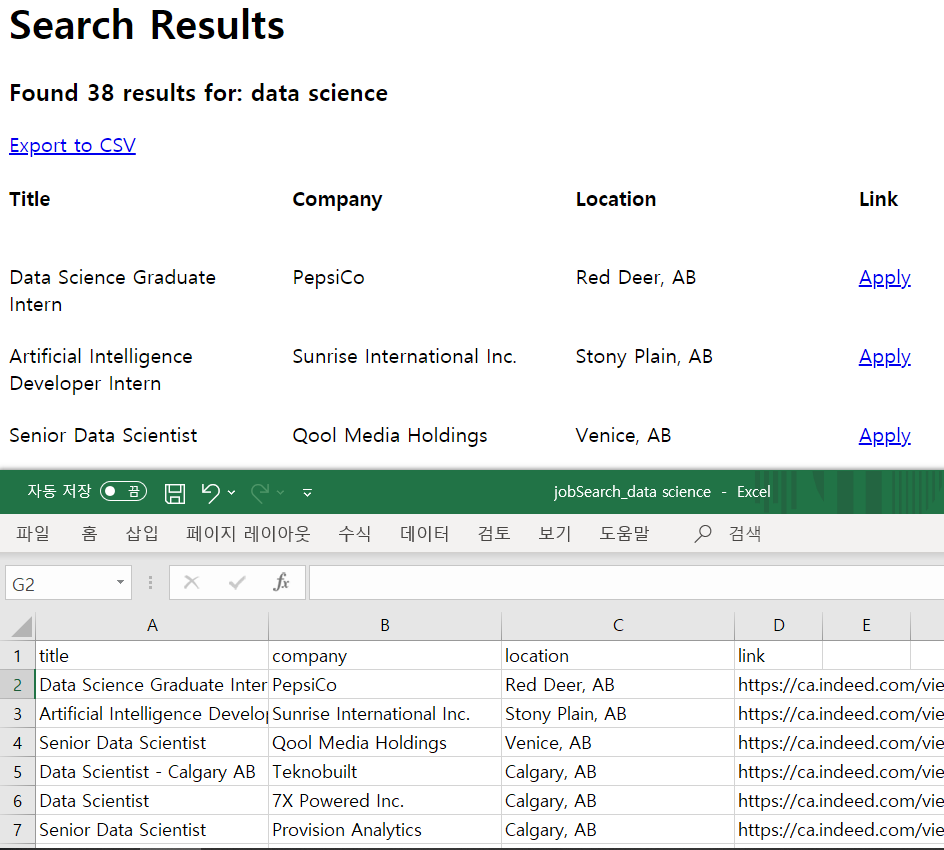 Search Results
Found 38 results for: data science
Export to CSV
Title Company Location Link
Data Science Graduate Intern PepsiCo Red Deer, AB Apply
Artificial Intelligence Developer Intern Sunrise International Inc. Stony Plain, AB Apply
Senior Data Scientist Qool Media Holdings Venice, AB Apply
자동 저장 끔 jobSearch_data science - Excel
파일 홈 삽입 페이지 레이아웃 수식 데이터 검토 보기 도움말 검색
G2 fx
A B C D E
1 title company location link
2 Data Science Graduate Inter PepsiCo Red Deer, AB https://ca.indeed.com/vie
3 Artificial Intelligence Develop Sunrise International Inc. Stony Plain, AB https://ca.indeed.com/vie
4 Senior Data Scientist Qool Media Holdings Venice, AB https://ca.indeed.com/vie
5 Data Scientist - Calgary AB Teknobuilt Calgary, AB https://ca.indeed.com/vie
6 Data Scientist 7X Powered Inc. Calgary, AB https://ca.indeed.com/vie
7 Senior Data Scientist Provision Analytics Calgary, AB https://ca.indeed.com/vie